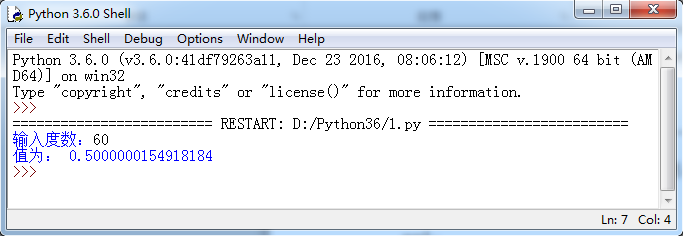 Python 3.6.0 Shell
File Edit Shell Debug Options Window Help
Python 3.6.0 (v3.6.0:41df79263a11, Dec 23 2016, 08:06:12) [MSC v.1900 64 bit (AM
D64)] on win32
Type "copyright", "credits" or "license()" for more information.
>>>
========================= RESTART: D:/Python36/1.py =========================
输入度数：60
值为： 0.5000000154918184
>>>
Ln: 7 Col: 4